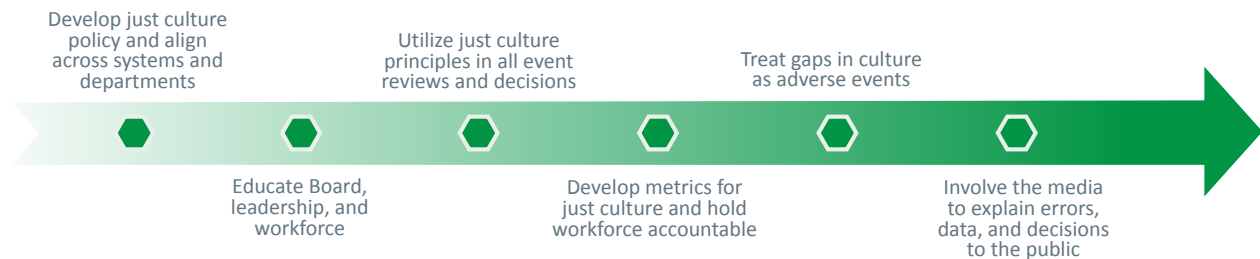 Develop just culture
policy and align
across systems and
departments
Educate Board,
leadership, and
workforce
Utilize just culture
principles in all event
reviews and decisions
Develop metrics for
just culture and hold
workforce accountable
Treat gaps in culture
as adverse events
Involve the media
to explain errors,
data, and decisions
to the public